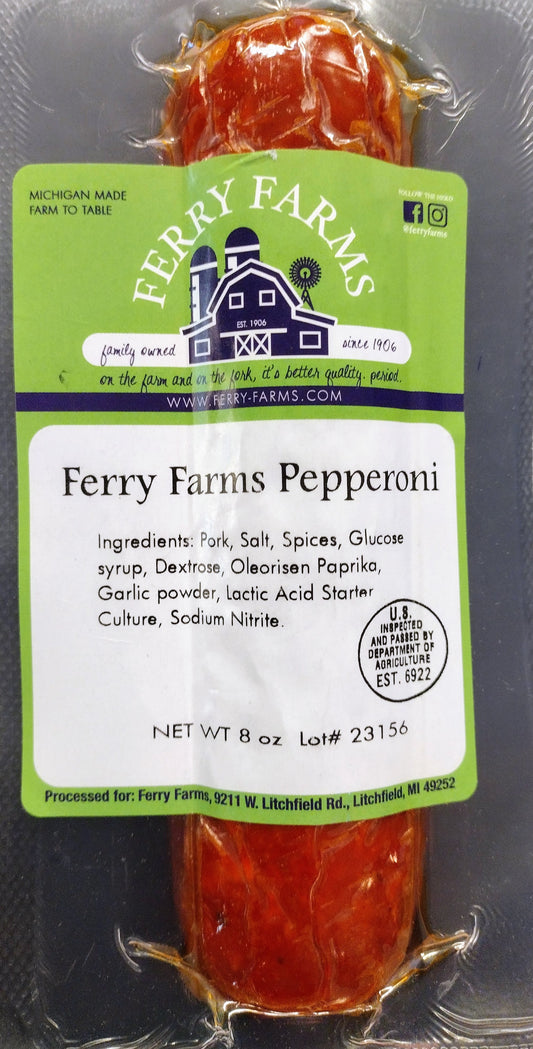 MICHIGAN MADE
FARM TO TABLE
FOLLOW THE HERD
@ferryfarms
FERRY FARMS
EST. 1906
family owned
since 1906
on the farm and on the fork, it's better quality. period.
WWW.FERRY-FARMS.COM
Ferry Farms Pepperoni
Ingredients: Pork, Salt, Spices, Glucose
syrup, Dextrose, Oleorisen Paprika,
Garlic powder, Lactic Acid Starter
Culture, Sodium Nitrite.
U.S.
INSPECTED
AND PASSED BY
DEPARTMENT OF
AGRICULTURE
EST. 6922
NET WT 8 oz Lot# 23156
Processed for: Ferry Farms, 9211 W. Litchfield Rd., Litchfield, MI 49252